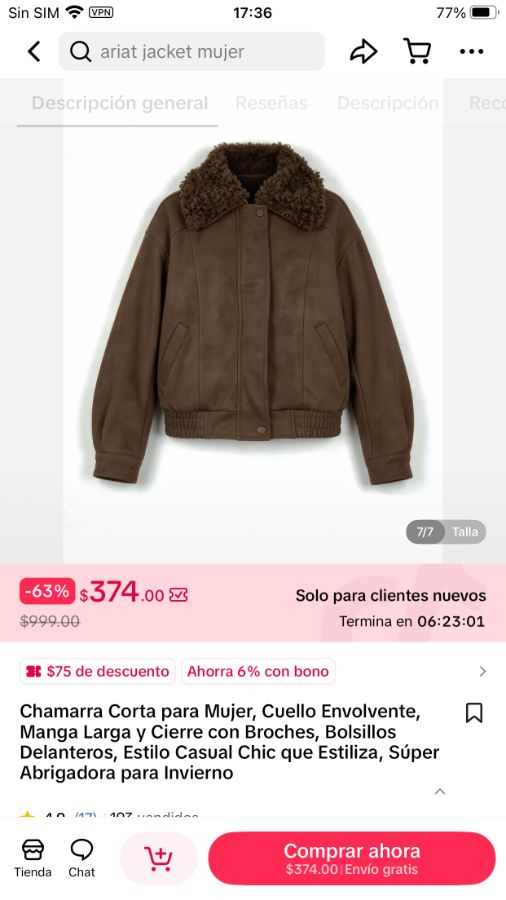 Sin SIM VPN 17:36 77%
ariat jacket mujer
Descripción general Reseñas Descripción Reco
7/7 Talla
-63% $374.00 Solo para clientes nuevos
$999.00 Termina en 06:23:01
$75 de descuento Ahorra 6% con bono
Chamarra Corta para Mujer, Cuello Envolvente,
Manga Larga y Cierre con Broches, Bolsillos
Delanteros, Estilo Casual Chic que Estiliza, Súper
Abrigadora para Invierno
Comprar ahora
Tienda Chat $374.00 | Envío gratis